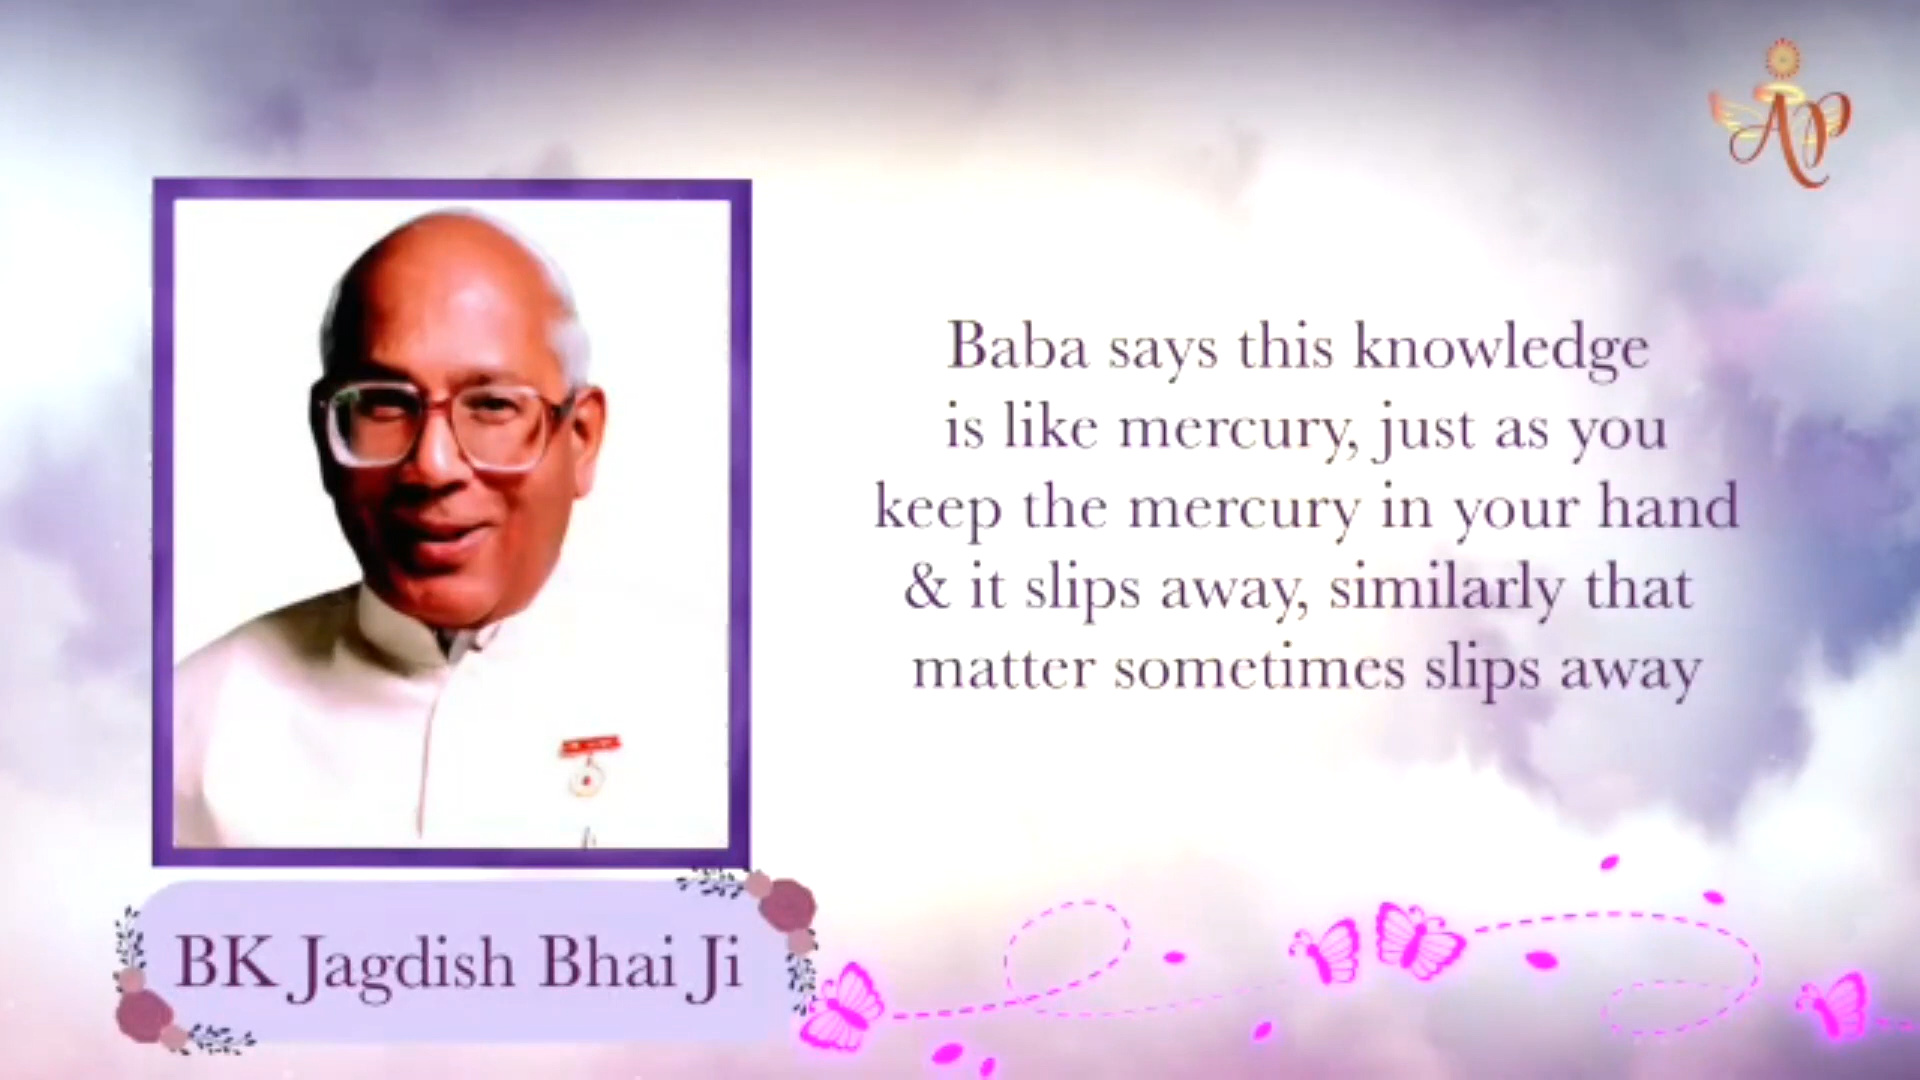 AP
Baba says this knowledge
is like mercury, just as you
keep the mercury in your hand
& it slips away, similarly that
matter sometimes slips away
BK Jagdish Bhai Ji